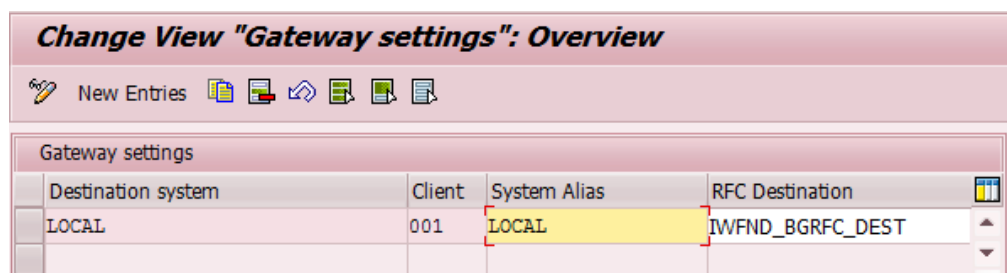 Change View "Gateway settings": Overview
New Entries
Gateway settings
Destination system Client System Alias RFC Destination
LOCAL 001 LOCAL IWFND_BGRFC_DEST